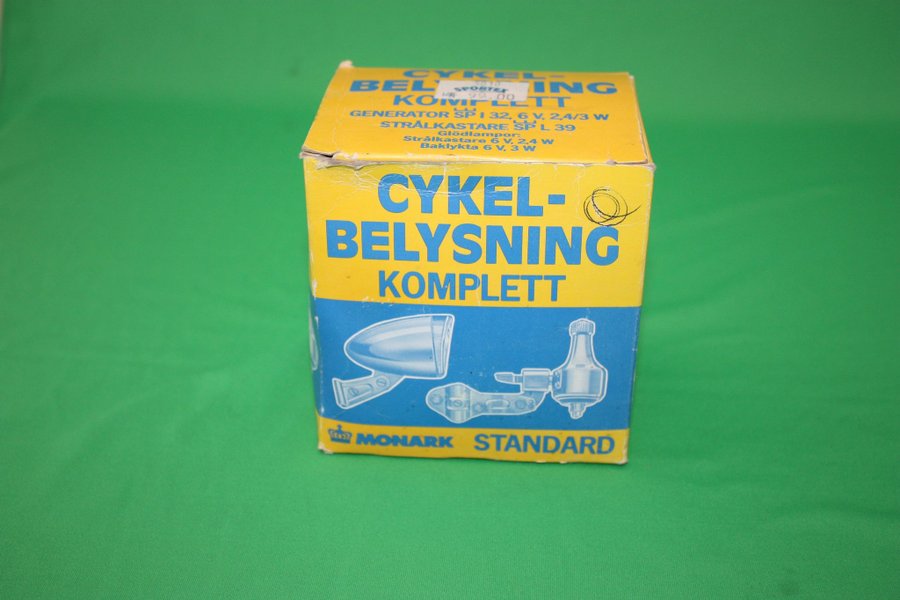 CYKEL-
BELYSNING
SPORTEX
KOMPLETT
GENERATOR SP I 32, 6 V, 2,4/3 W
STRÅLKASTARE SP L 39
Glödlampor:
Strålkastare 6 V, 2,4 W
Baklykta 6 V, 3 W
CYKEL-
BELYSNING
KOMPLETT
MONARK STANDARD